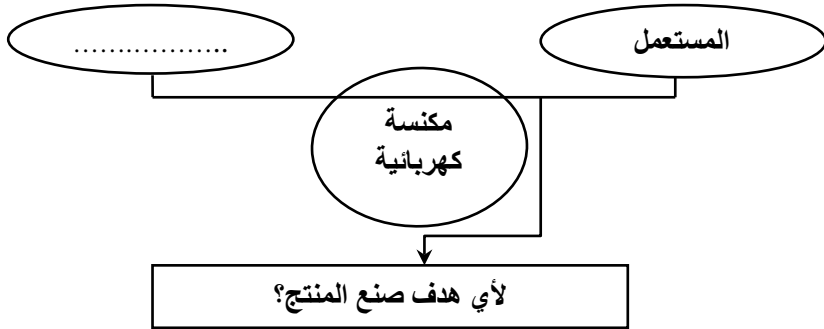 المستعمل
........………..
مكنسة
كهربائية
لأي هدف صنع المنتج؟